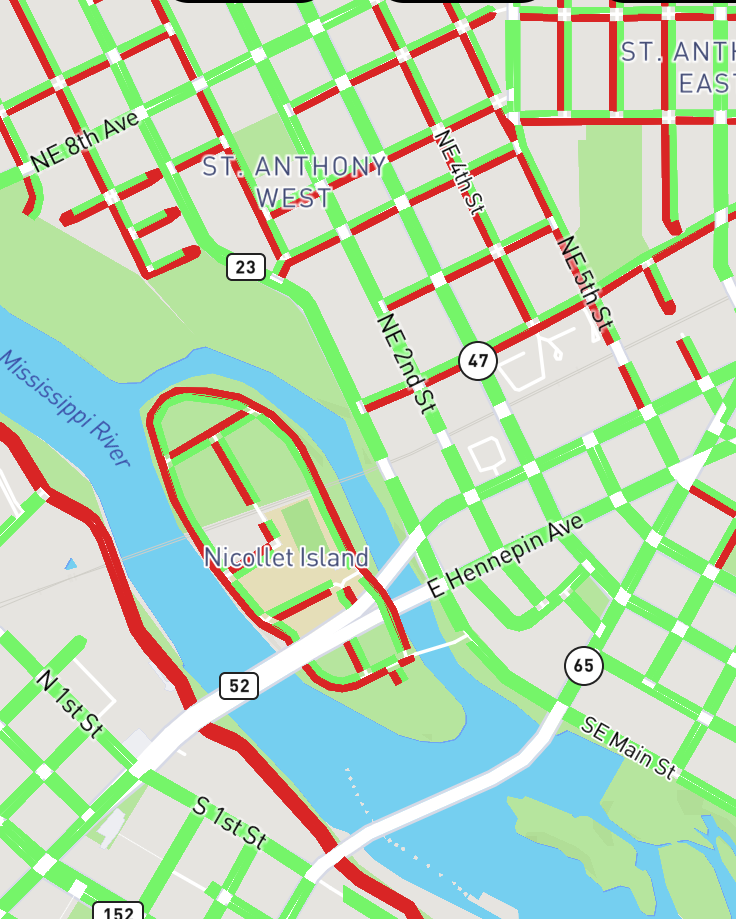 ST. ANTH
EAST
NE 8th Ave
NE 4th St
ST. ANTHONY
WEST
23
NE 5th St
NE 2nd St
47
Mississippi River
Nicollet Island
E Hennepin Ave
52
65
N 1st St
SE Main St
S 1st St
152